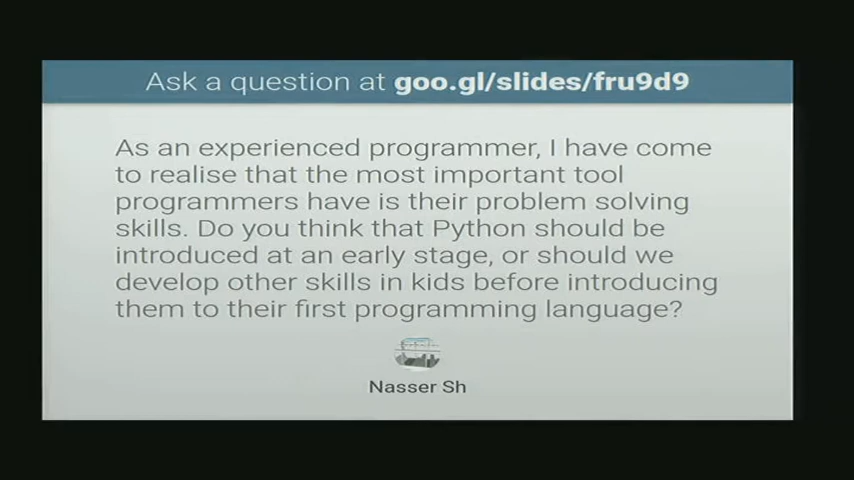 Ask a question at goo.gl/slides/fru9d9
As an experienced programmer, I have come
to realise that the most important tool
programmers have is their problem solving
skills. Do you think that Python should be
introduced at an early stage, or should we
develop other skills in kids before introducing
them to their first programming language?
Nasser Sh